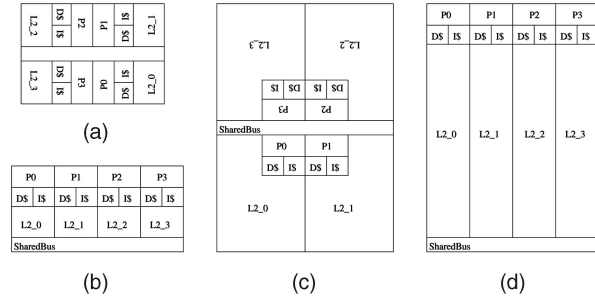 L2_2 D$ I$ P2 P1 I$ D$ L2_1
L2_3 D$ I$ P3 P0 I$ D$ L2_0
(a)
P0 P1 P2 P3
D$ I$ D$ I$ D$ I$ D$ I$
L2_0 L2_1 L2_2 L2_3
SharedBus
(b)
L2_3 L2_2
I$ D$ I$ D$
P3 P2
SharedBus
P0 P1
D$ I$ D$ I$
L2_0 L2_1
(c)
P0 P1 P2 P3
D$ I$ D$ I$ D$ I$ D$ I$
L2_0 L2_1 L2_2 L2_3
SharedBus
(d)